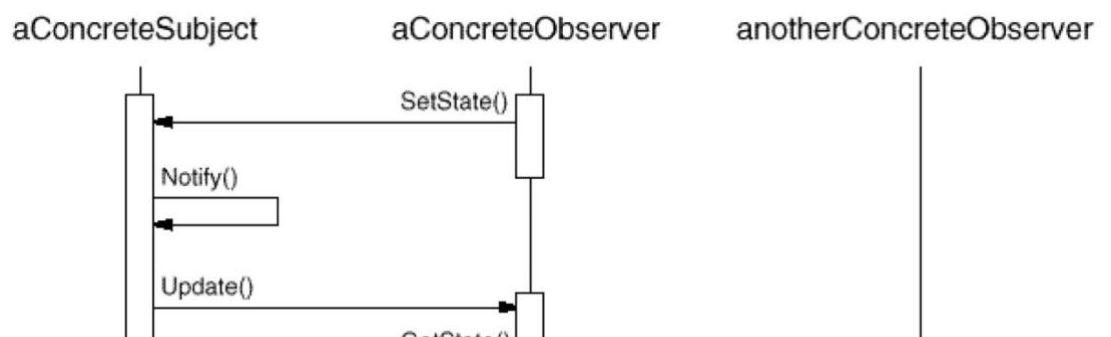 aConcreteSubject aConcreteObserver anotherConcreteObserver
SetState()
Notify()
Update()